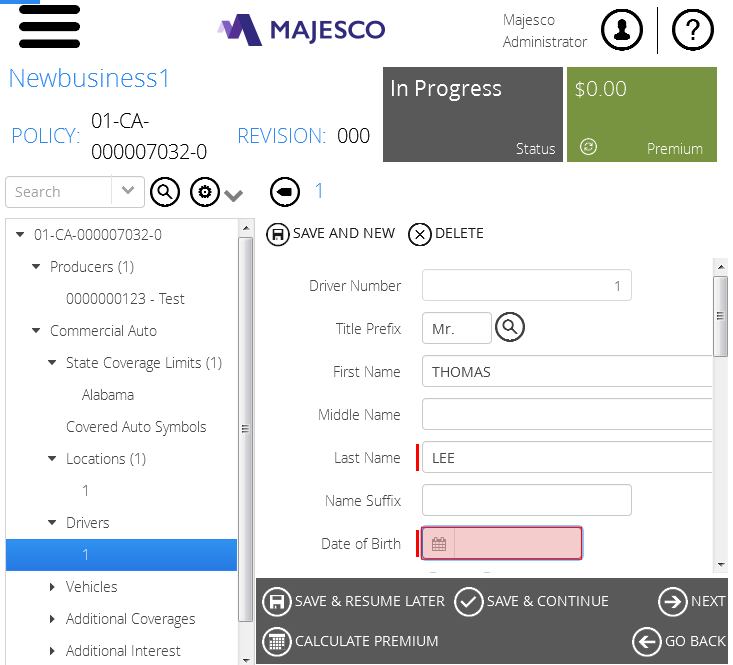 MAJESCO
Majesco
Administrator
?
Newbusiness1
In Progress
Status
$0.00
Premium
POLICY:
01-CA-
000007032-0
REVISION:
000
Search
1
01-CA-000007032-0
Producers (1)
0000000123 - Test
Commercial Auto
State Coverage Limits (1)
Alabama
Covered Auto Symbols
Locations (1)
1
Drivers
1
Vehicles
Additional Coverages
Additional Interest
SAVE AND NEW
DELETE
Driver Number
1
Title Prefix
Mr.
First Name
THOMAS
Middle Name
Last Name
LEE
Name Suffix
Date of Birth
SAVE & RESUME LATER
SAVE & CONTINUE
NEXT
CALCULATE PREMIUM
GO BACK